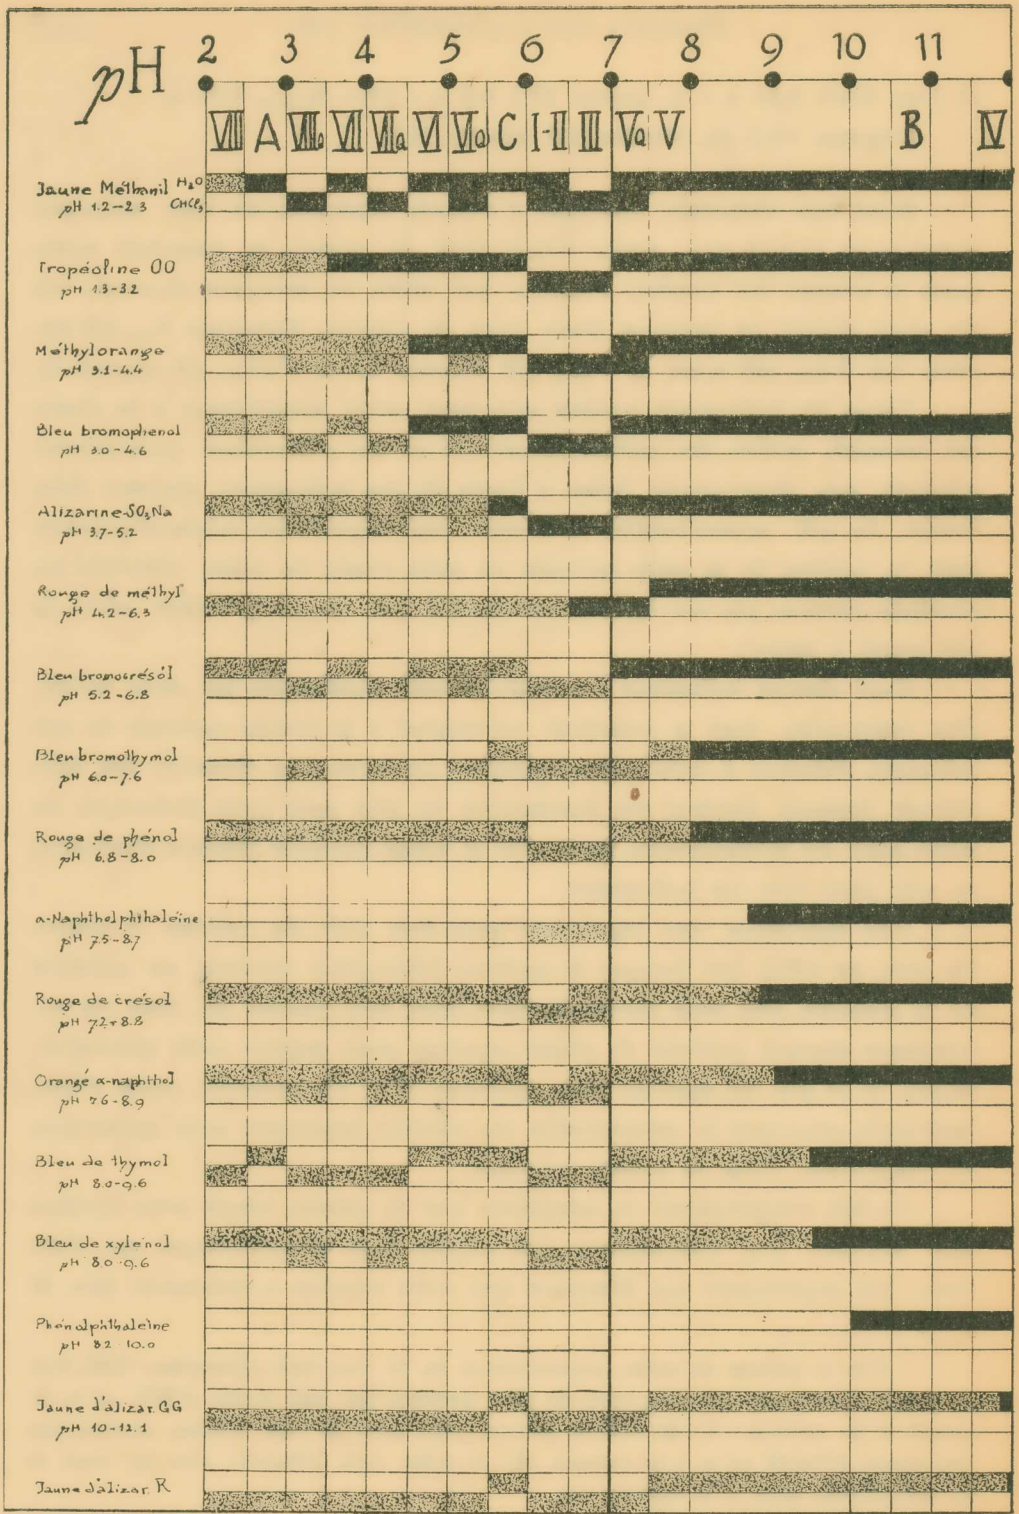 pH 2 3 4 5 6 7 8 9 10 11
VIII A VIIIb VII VIIa VI VIa C I-II III Va V B IV
Jaune Méthanil H₂O
pH 1.2-2.3 CHCl₃
Tropéoline OO
pH 1.3-3.2
Méthylorange
pH 3.1-4.4
Bleu bromophenol
pH 3.0-4.6
Alizarine-SO₃Na
pH 3.7-5.2
Rouge de méthyl
pH 4.2-6.3
Bleu bromocrésol
pH 5.2-6.8
Bleu bromothymol
pH 6.0-7.6
Rouge de phénol
pH 6.8-8.0
α-Naphtholphthaléine
pH 7.5-8.7
Rouge de crésol
pH 7.2-8.8
Orangé α-naphthol
pH 7.6-8.9
Bleu de thymol
pH 8.0-9.6
Bleu de xylénol
pH 8.0-9.6
Phénolphthaleine
pH 8.2 10.0
Jaune d'alizar. GG
pH 10-12.1
Jaune d'alizar. R